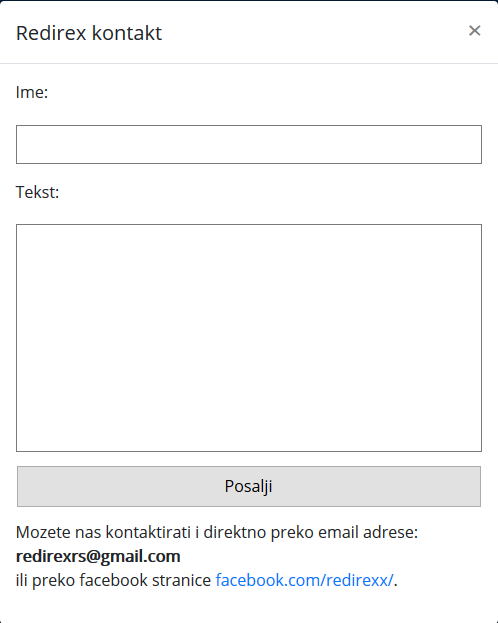 Redirex kontakt ×
Ime:
Tekst:
Posalji
Mozete nas kontaktirati i direktno preko email adrese:
redirexrs@gmail.com
ili preko facebook stranice facebook.com/redirexx/.